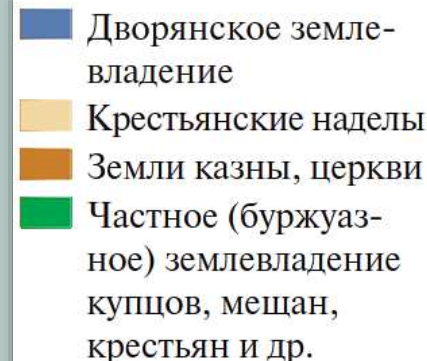 Дворянское земле-
владение
Крестьянские наделы
Земли казны, церкви
Частное (буржуаз-
ное) землевладение
купцов, мещан,
крестьян и др.